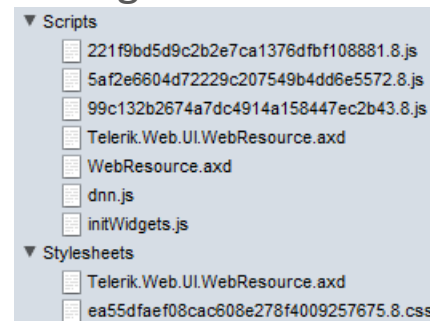 Scripts
221f9bd5d9c2b2e7ca1376dfbf108881.8.js
5af2e6604d72229c207549b4dd6e5572.8.js
99c132b2674a7dc4914a158447ec2b43.8.js
Telerik.Web.UI.WebResource.axd
WebResource.axd
dnn.js
initWidgets.js
Stylesheets
Telerik.Web.UI.WebResource.axd
ea55dfaef08cac608e278f4009257675.8.css